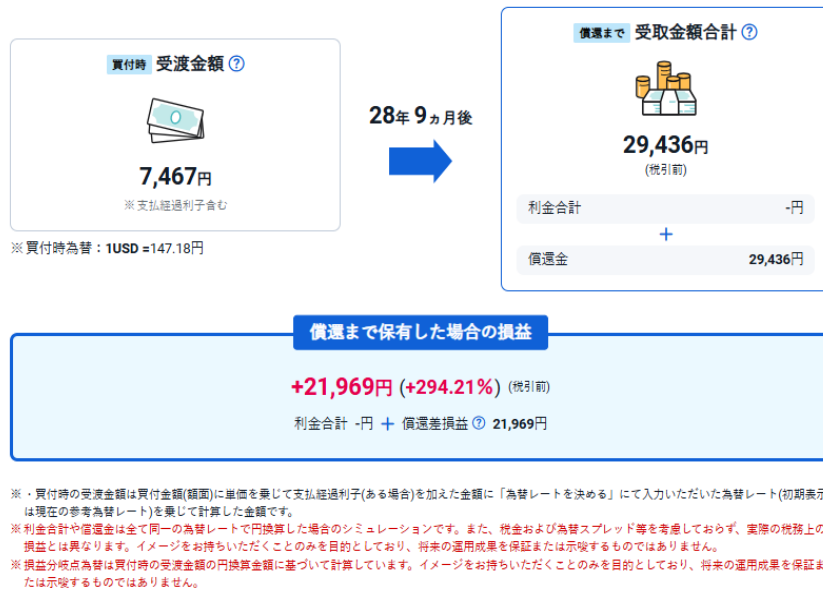 買付時 受渡金額 ?
7,467円
※支払経過利子含む
※買付時為替：1USD =147.18円
28年9ヵ月後
償還まで 受取金額合計 ?
29,436円
(税引前)
利金合計 -円
+
償還金 29,436円
償還まで保有した場合の損益
+21,969円 (+294.21%) (税引前)
利金合計 -円 + 償還差損益 ? 21,969円
※・買付時の受渡金額は買付金額(額面)に単価を乗じて支払経過利子(ある場合)を加えた金額に「為替レートを決める」にて入力いただいた為替レート(初期表示
は現在の参考為替レート)を乗じて計算した金額です。
※利金合計や償還金は全て同一の為替レートで円換算した場合のシミュレーションです。また、税金および為替スプレッド等を考慮しておらず、実際の税務上の
損益とは異なります。イメージをお持ちいただくことのみを目的としており、将来の運用成果を保証または示唆するものではありません。
※損益分岐点為替は買付時の受渡金額の円換算金額に基づいて計算しています。イメージをお持ちいただくことのみを目的としており、将来の運用成果を保証ま
たは示唆するものではありません。